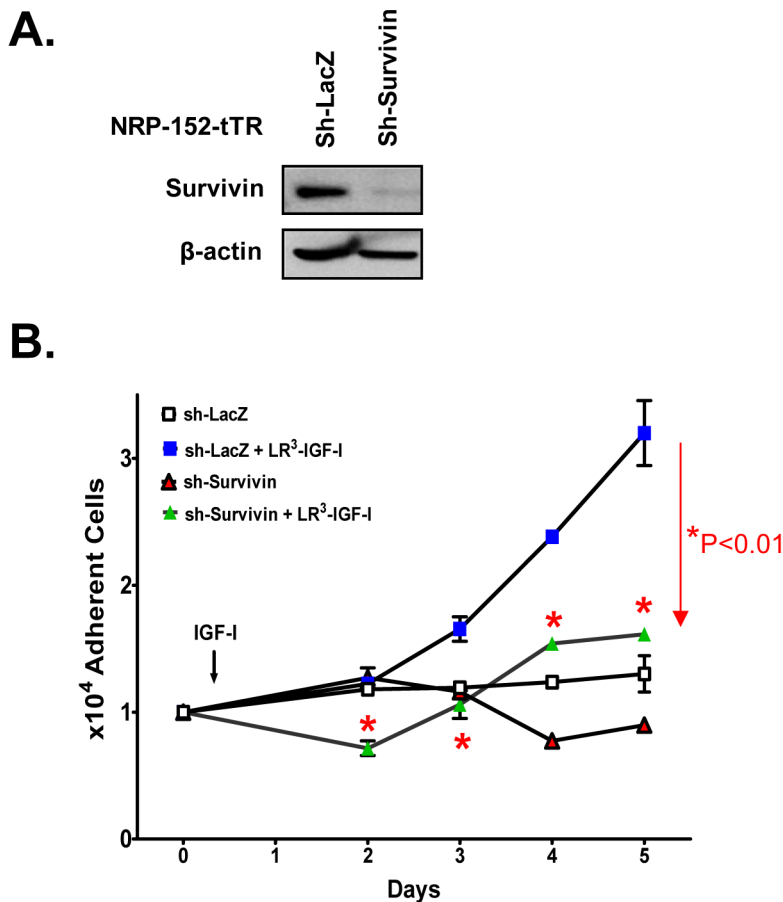 A.
NRP-152-tTR
Sh-LacZ
Sh-Survivin
Survivin
β-actin
B.
sh-LacZ
sh-LacZ + LR³-IGF-I
sh-Survivin
sh-Survivin + LR³-IGF-I
IGF-I
*P<0.01
*
*
*
*
x10⁴ Adherent Cells
3
2
1
0
0 1 2 3 4 5
Days